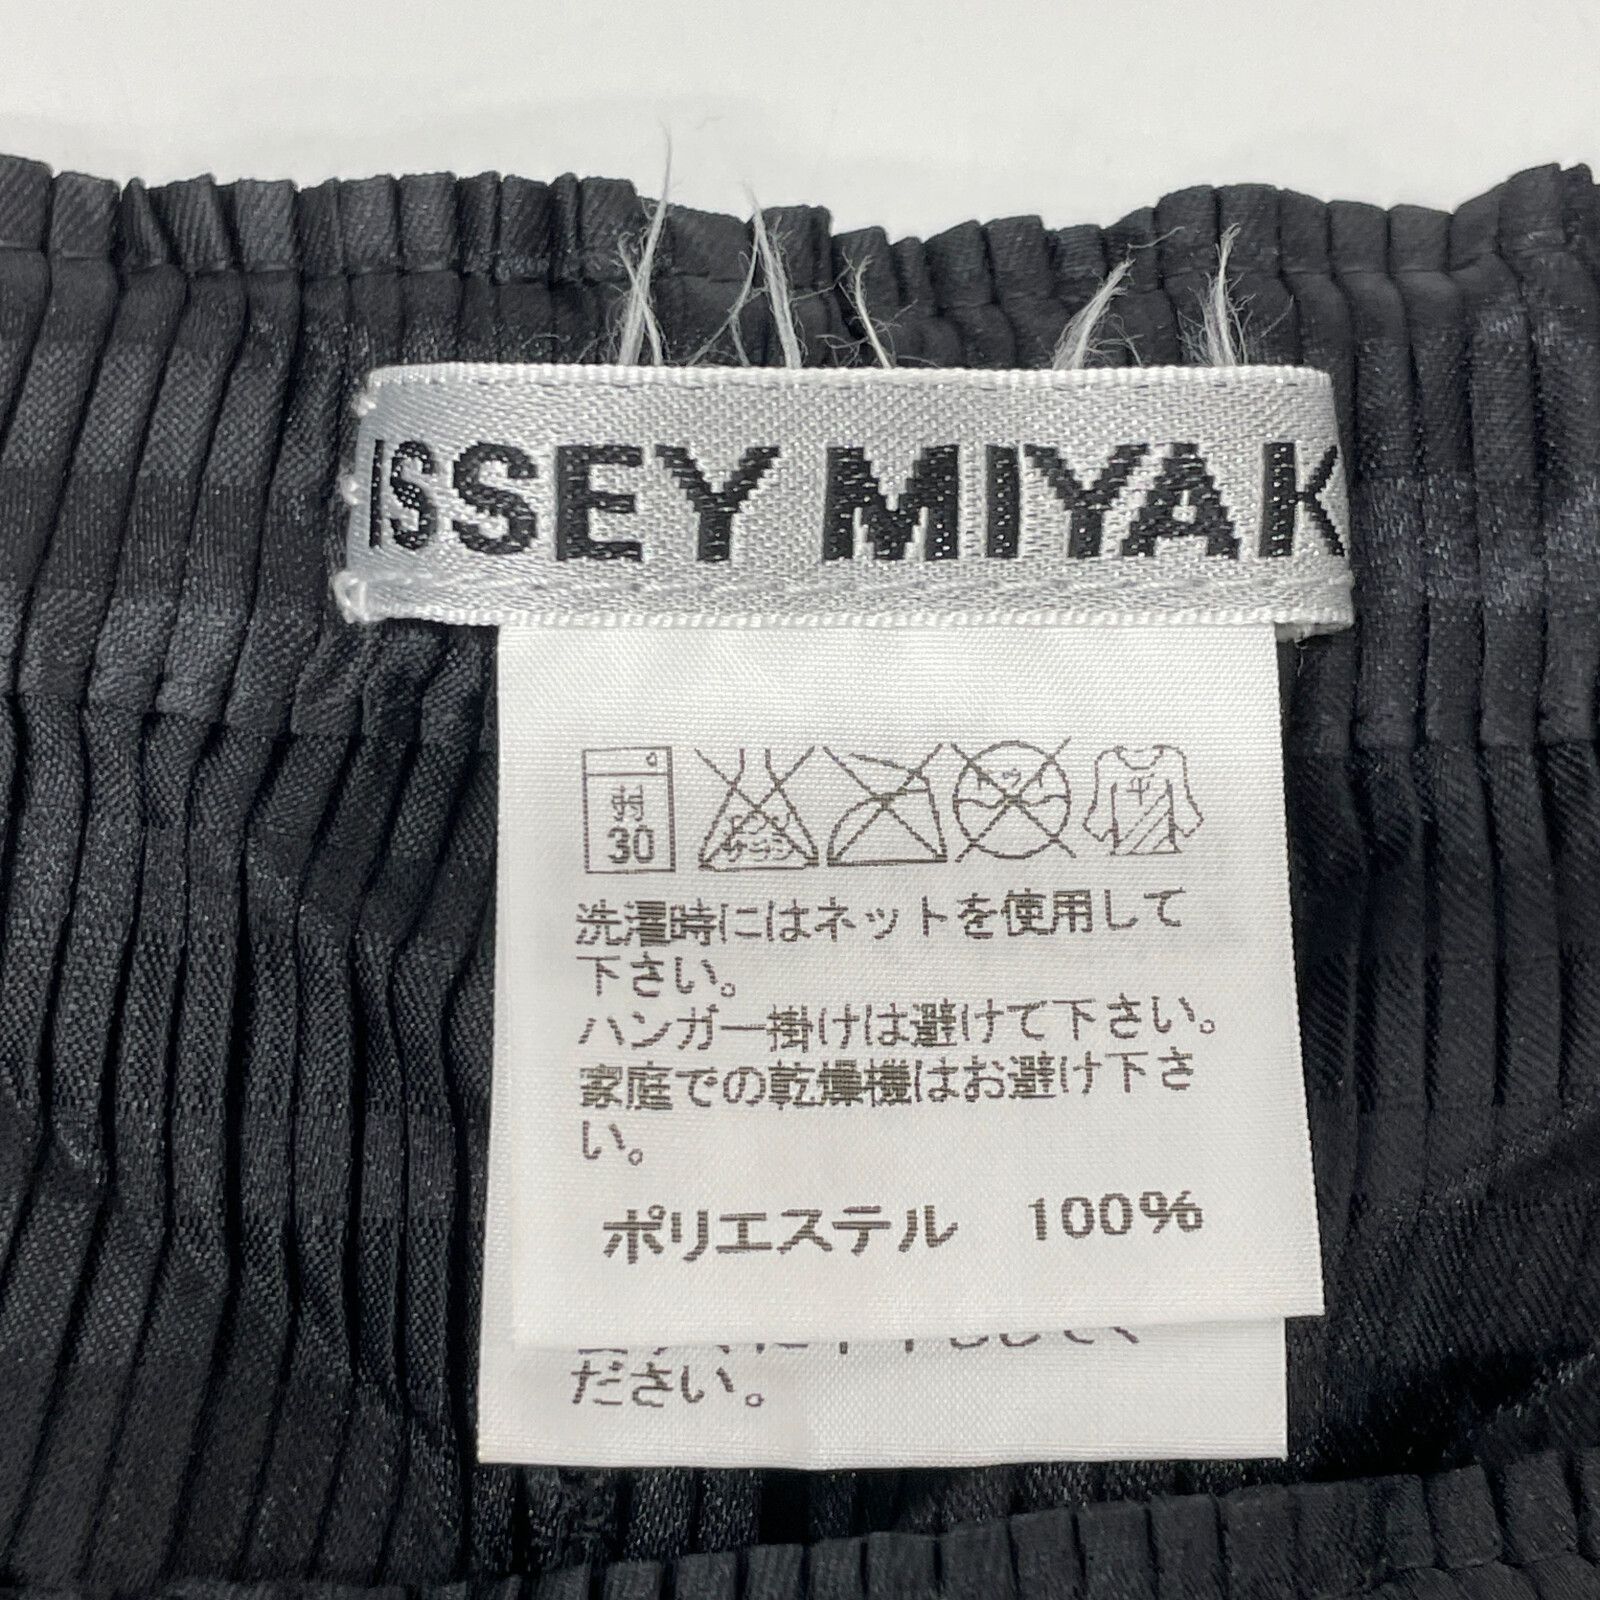 ISSEY MIYAK
弱
30
洗濯時にはネットを使用して
下さい。
ハンガー掛けは避けて下さい。
家庭での乾燥機はお避け下さ
い。
ポリエステル 100%
ださい。